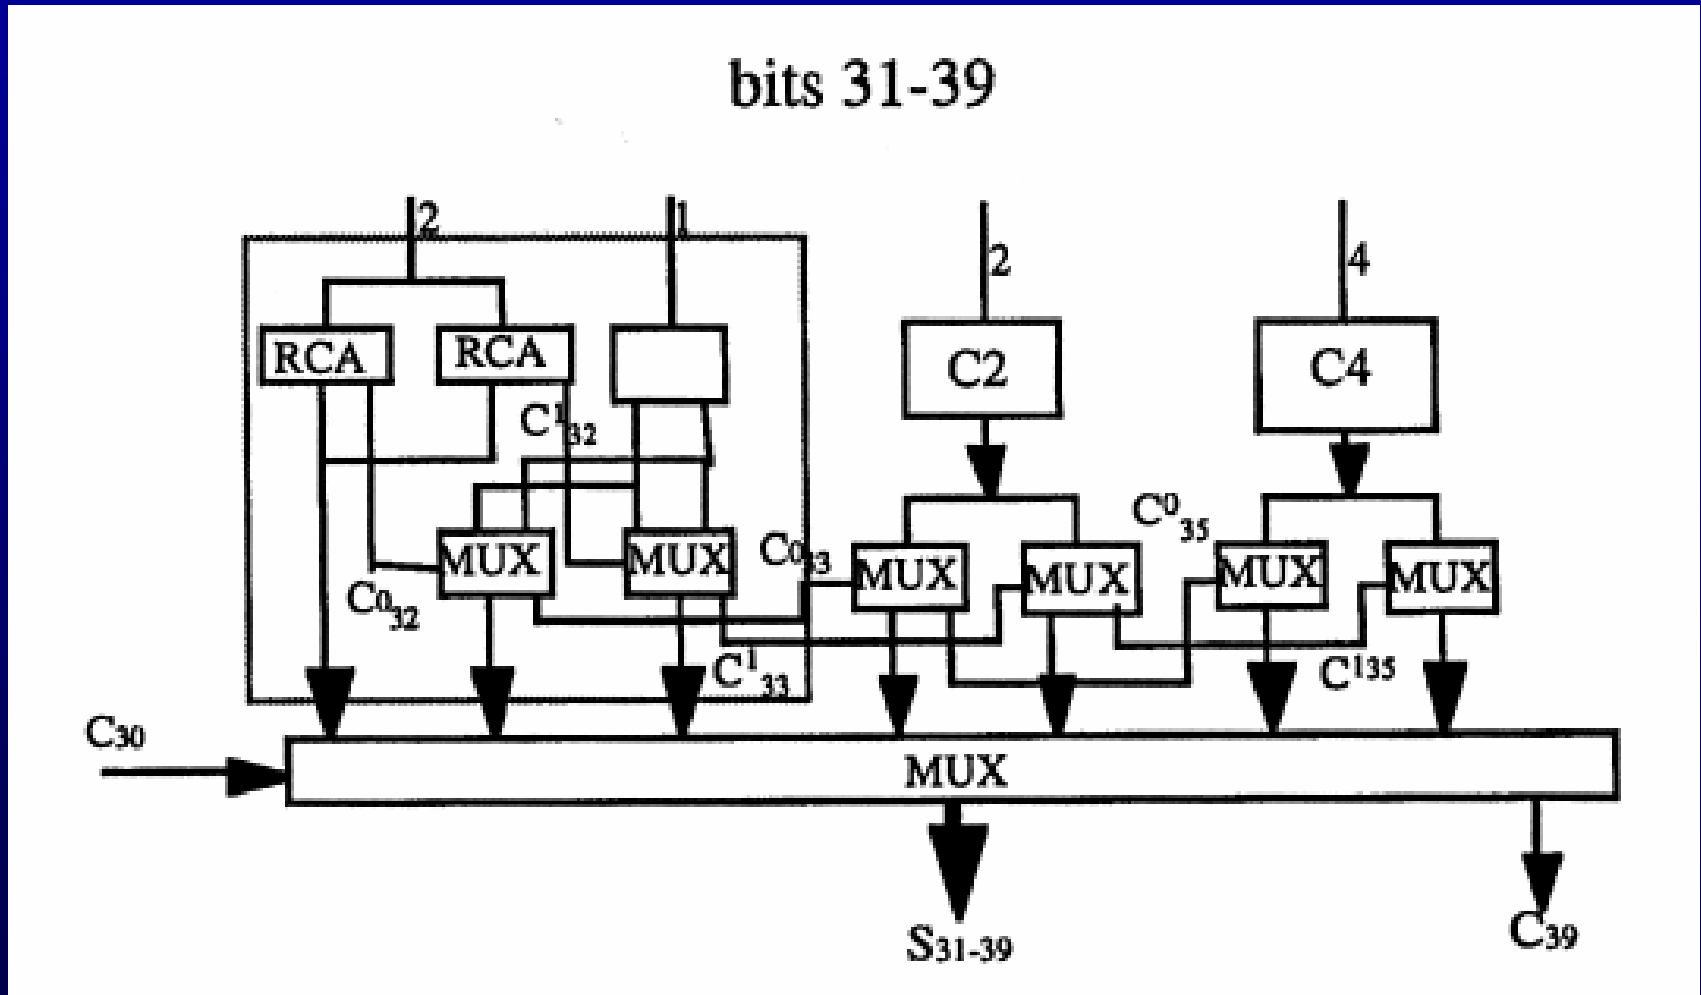 bits 31-39
2
1
2
4
RCA
RCA
C2
C4
C¹₃₂
C⁰₃₅
C0₃₃
MUX
MUX
MUX
MUX
MUX
MUX
C0₃₂
C¹₃₃
C¹35
C30
MUX
S31-39
C39